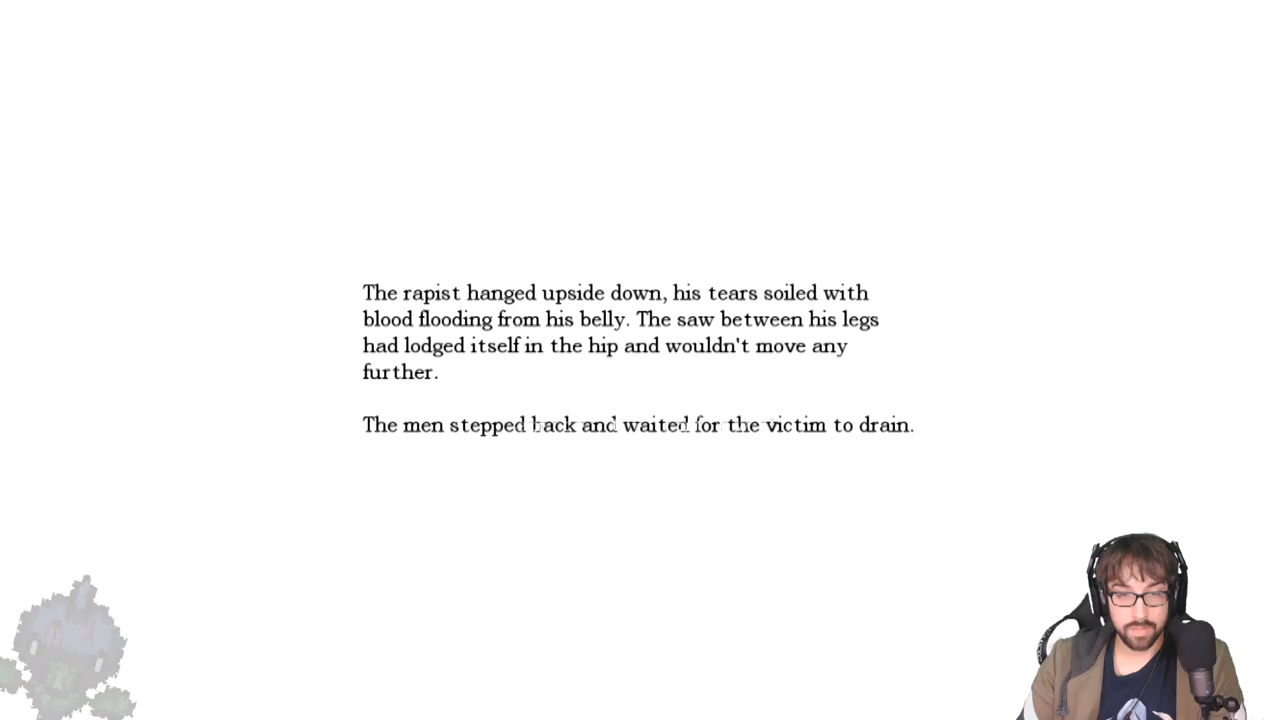 The rapist hanged upside down, his tears soiled with
blood flooding from his belly. The saw between his legs
had lodged itself in the hip and wouldn't move any
further.
The men stepped back and waited for the victim to drain.